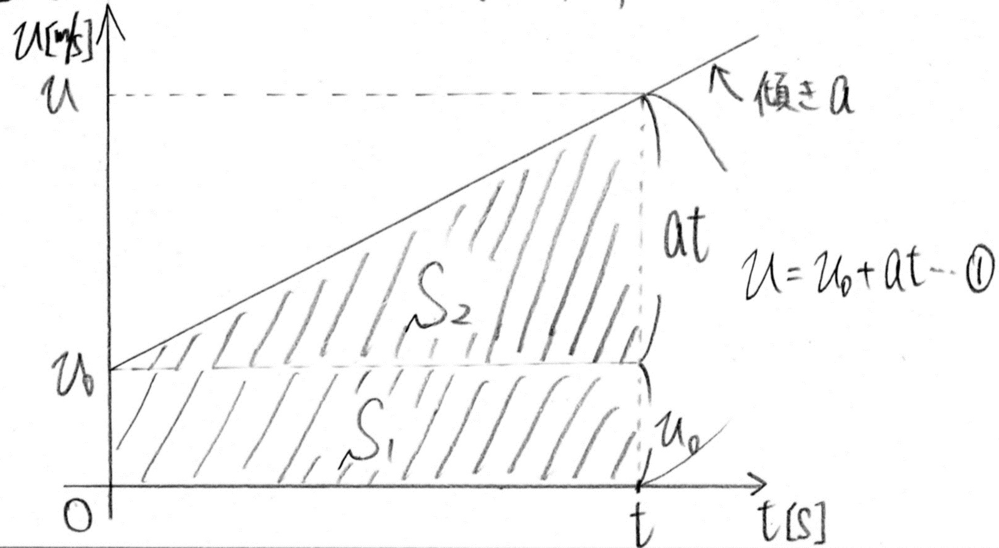 v[m/s]
v
傾きa
at
v=v₀+at…①
S₂
v₀
S₁
v₀
O
t
t[s]